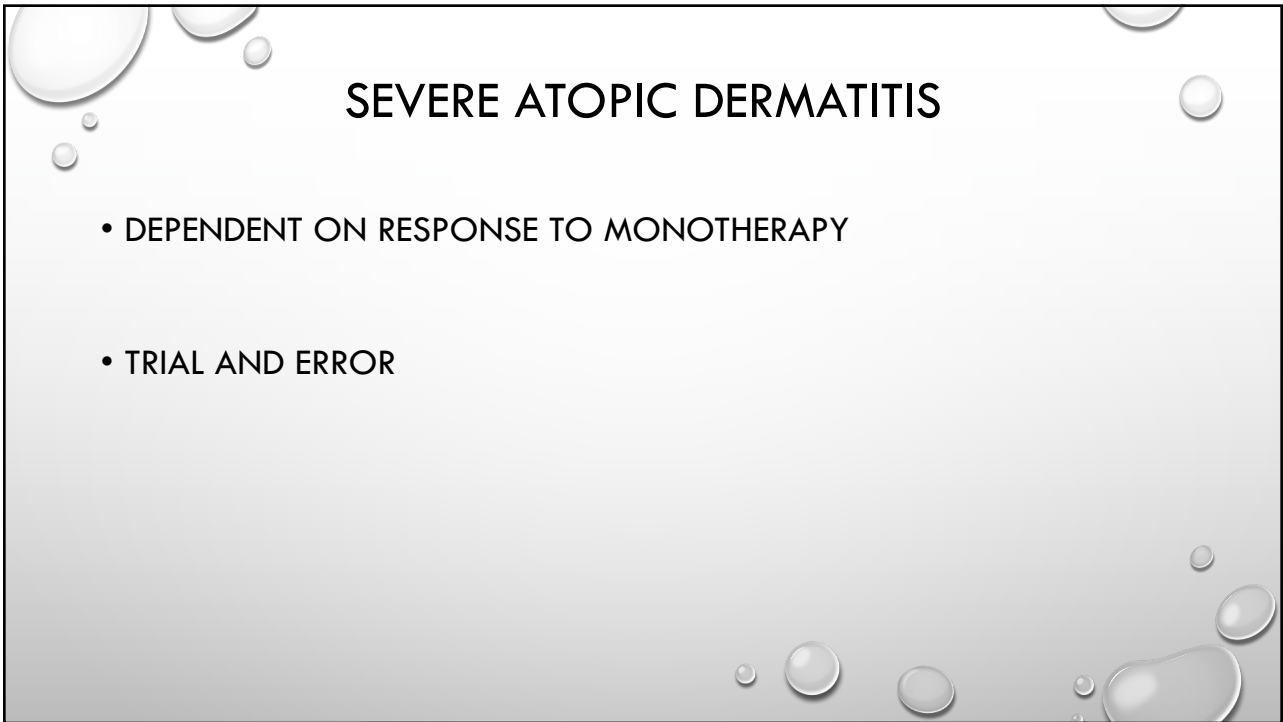 SEVERE ATOPIC DERMATITIS
• DEPENDENT ON RESPONSE TO MONOTHERAPY
• TRIAL AND ERROR